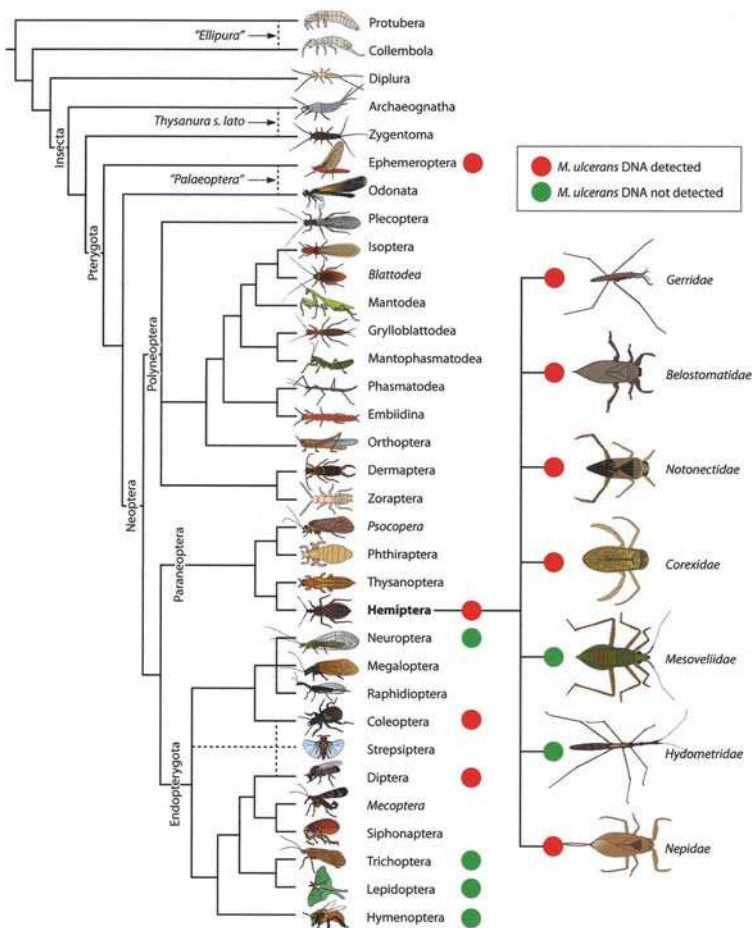 Protubera
"Ellipura"
Collembola
Diplura
Archaeognatha
Thysanura s. lato
Zygentoma
Insecta
Ephemeroptera
"Palaeoptera"
Odonata
Pterygota
Plecoptera
Isoptera
Blattodea
Mantodea
Grylloblattodea
Mantophasmatodea
Polyneoptera
Phasmatodea
Embiidina
Orthoptera
Dermaptera
Zoraptera
Neoptera
Psocopera
Phthiraptera
Paraneoptera
Thysanoptera
Hemiptera
Neuroptera
Megaloptera
Raphidioptera
Coleoptera
Strepsiptera
Endopterygota
Diptera
Mecoptera
Siphonaptera
Trichoptera
Lepidoptera
Hymenoptera
M. ulcerans DNA detected
M. ulcerans DNA not detected
Gerridae
Belostomatidae
Notonectidae
Corexidae
Mesoveliidae
Hydometridae
Nepidae